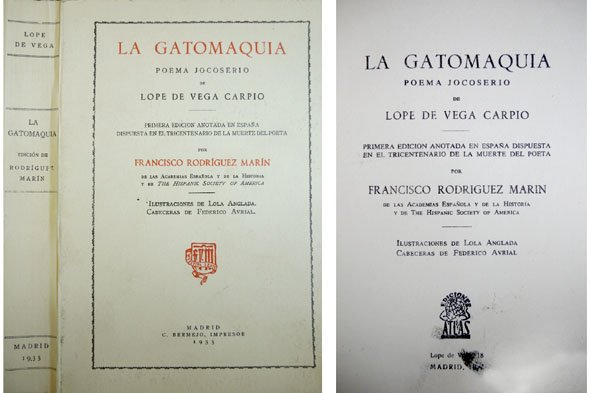 LOPE
DE VEGA
LA
GATOMAQUIA
EDICIÓN DE
RODRÍGUEZ
MARÍN
MADRID
1935
LA GATOMAQUIA
POEMA JOCOSERIO
DE
LOPE DE VEGA CARPIO
PRIMERA EDICION ANOTADA EN ESPAÑA
DISPUESTA EN EL TRICENTENARIO DE LA MUERTE DEL POETA
POR
FRANCISCO RODRÍGUEZ MARÍN
DE LAS ACADEMIAS ESPAÑOLA Y DE LA HISTORIA
Y DE THE HISPANIC SOCIETY OF AMERICA
ILUSTRACIONES DE LOLA ANGLADA.
CABECERAS DE FEDERICO AVRIAL.
MADRID
C. BERMEJO, IMPRESOR
1935
LA GATOMAQUIA
POEMA JOCOSERIO
DE
LOPE DE VEGA CARPIO
PRIMERA EDICION ANOTADA EN ESPAÑA DISPUESTA
EN EL TRICENTENARIO DE LA MUERTE DEL POETA
POR
FRANCISCO RODRIGUEZ MARIN
DE LAS ACADEMIAS ESPAÑOLA Y DE LA HISTORIA
Y DE THE HISPANIC SOCIETY OF AMERICA
ILUSTRACIONES DE LOLA ANGLADA
CABECERAS DE FEDERICO AVRIAL
EDICIONES
ATLAS
Lope de
MADRID,